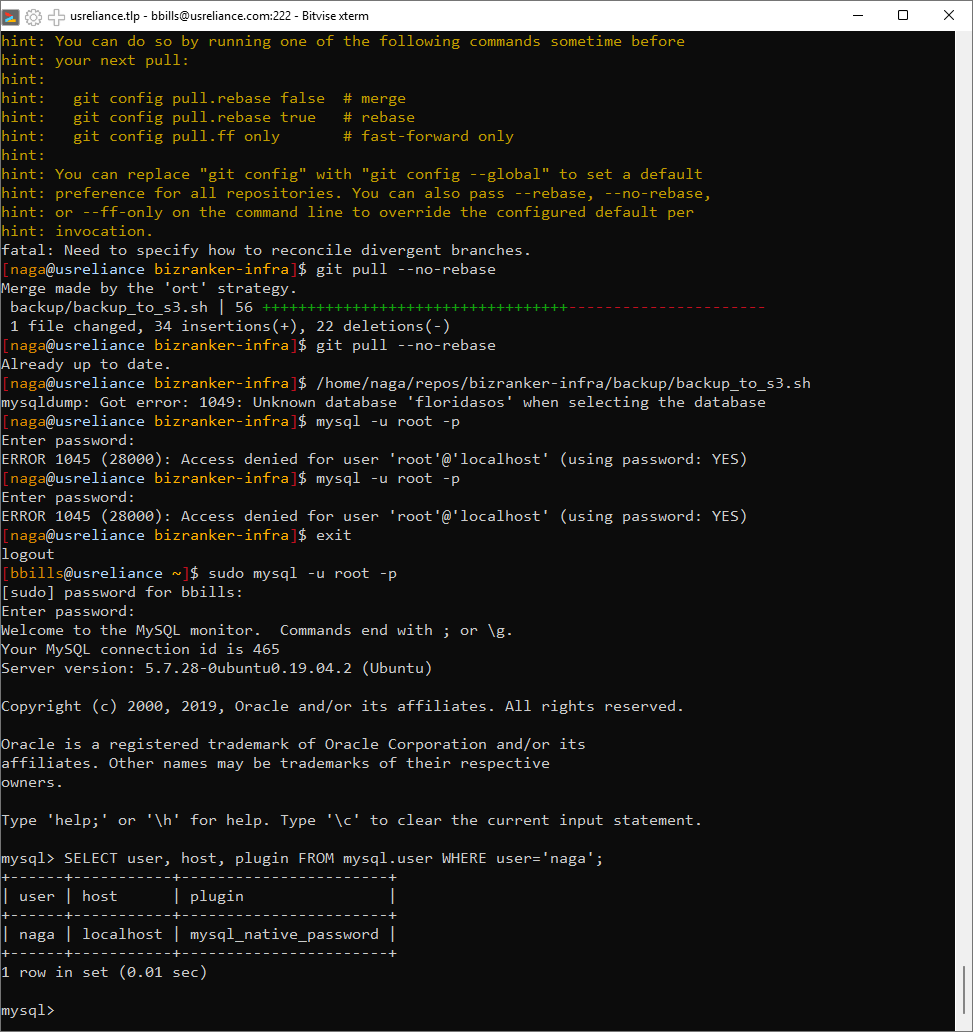 usreliance.tlp - bbills@usreliance.com:222 - Bitvise xterm
hint: You can do so by running one of the following commands sometime before
hint: your next pull:
hint:
hint:   git config pull.rebase false  # merge
hint:   git config pull.rebase true   # rebase
hint:   git config pull.ff only       # fast-forward only
hint:
hint: You can replace "git config" with "git config --global" to set a default
hint: preference for all repositories. You can also pass --rebase, --no-rebase,
hint: or --ff-only on the command line to override the configured default per
hint: invocation.
fatal: Need to specify how to reconcile divergent branches.
[naga@usreliance bizranker-infra]$ git pull --no-rebase
Merge made by the 'ort' strategy.
 backup/backup_to_s3.sh | 56 ++++++++++++++++++++++++++++++++++----------------------
 1 file changed, 34 insertions(+), 22 deletions(-)
[naga@usreliance bizranker-infra]$ git pull --no-rebase
Already up to date.
[naga@usreliance bizranker-infra]$ /home/naga/repos/bizranker-infra/backup/backup_to_s3.sh
mysqldump: Got error: 1049: Unknown database 'floridasos' when selecting the database
[naga@usreliance bizranker-infra]$ mysql -u root -p
Enter password:
ERROR 1045 (28000): Access denied for user 'root'@'localhost' (using password: YES)
[naga@usreliance bizranker-infra]$ mysql -u root -p
Enter password:
ERROR 1045 (28000): Access denied for user 'root'@'localhost' (using password: YES)
[naga@usreliance bizranker-infra]$ exit
logout
[bbills@usreliance ~]$ sudo mysql -u root -p
[sudo] password for bbills:
Enter password:
Welcome to the MySQL monitor.  Commands end with ; or \g.
Your MySQL connection id is 465
Server version: 5.7.28-0ubuntu0.19.04.2 (Ubuntu)

Copyright (c) 2000, 2019, Oracle and/or its affiliates. All rights reserved.

Oracle is a registered trademark of Oracle Corporation and/or its
affiliates. Other names may be trademarks of their respective
owners.

Type 'help;' or '\h' for help. Type '\c' to clear the current input statement.

mysql> SELECT user, host, plugin FROM mysql.user WHERE user='naga';
+------+-----------+-----------------------+
| user | host      | plugin                |
+------+-----------+-----------------------+
| naga | localhost | mysql_native_password |
+------+-----------+-----------------------+
1 row in set (0.01 sec)

mysql>